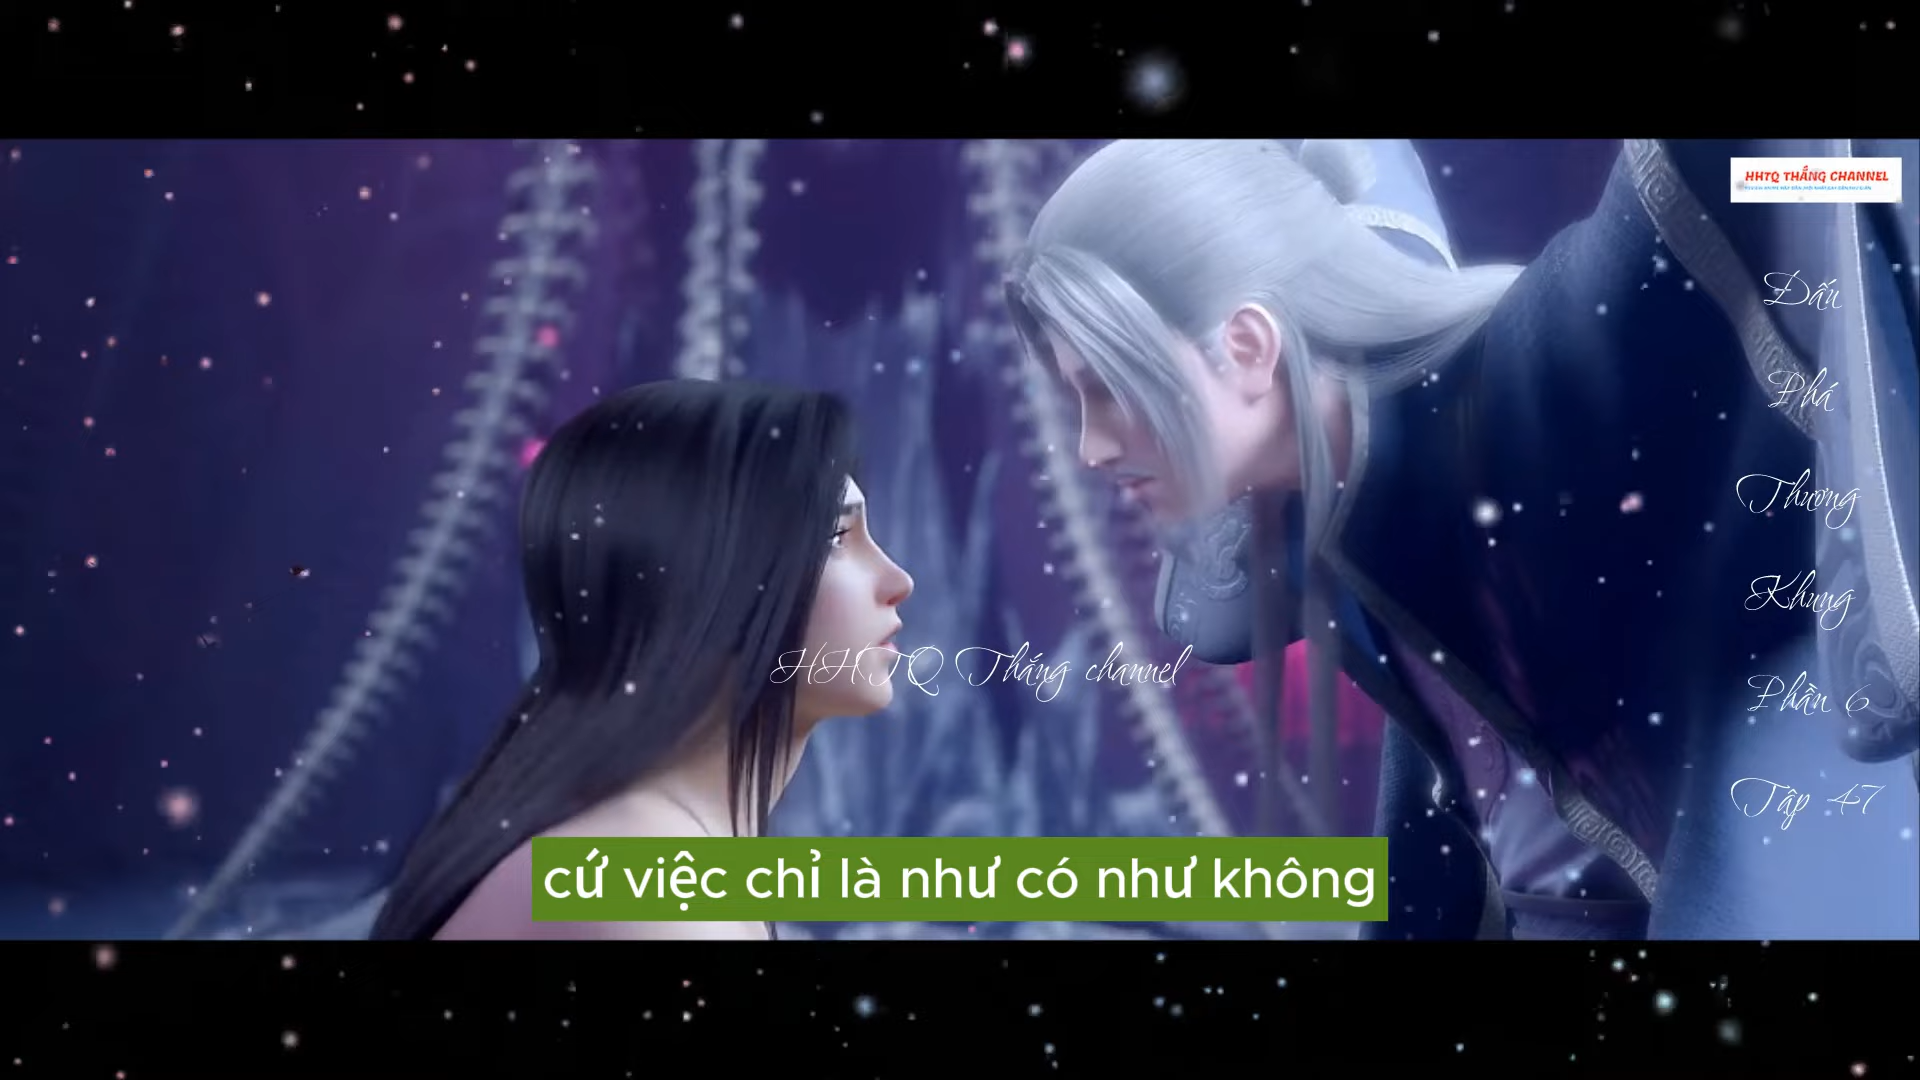 HHTQ THẮNG CHANNEL
Đấu
Phá
Thương
Khung
Phần 6
Tập 47
HHTQ Thắng channel
cứ việc chỉ là như có như không